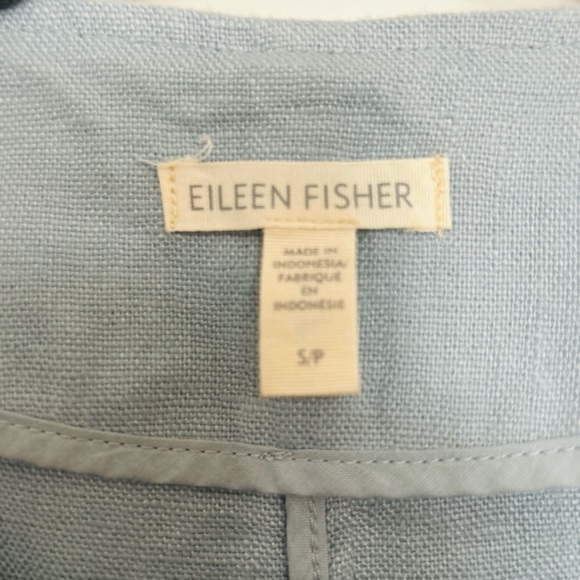 EILEEN FISHER
MADE IN
INDONESIA/
FABRIQUÉ
EN
INDONÉSIE
S/P